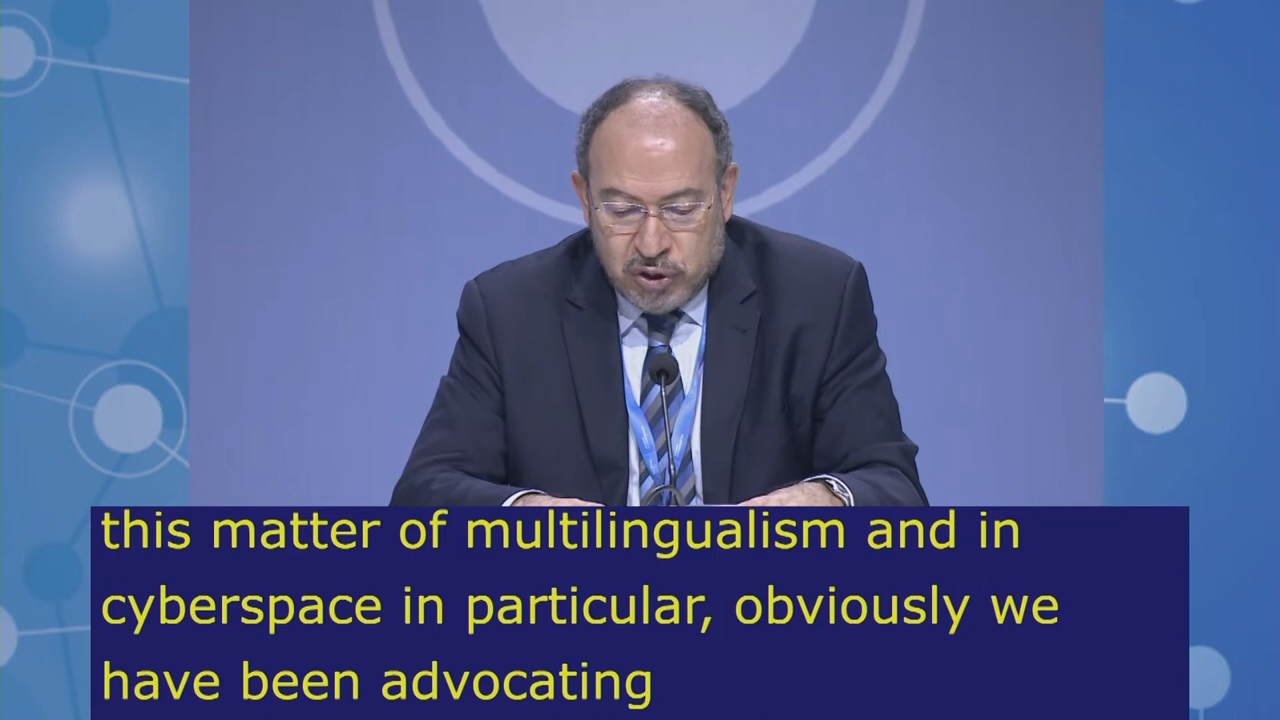 this matter of multilingualism and in
cyberspace in particular, obviously we
have been advocating